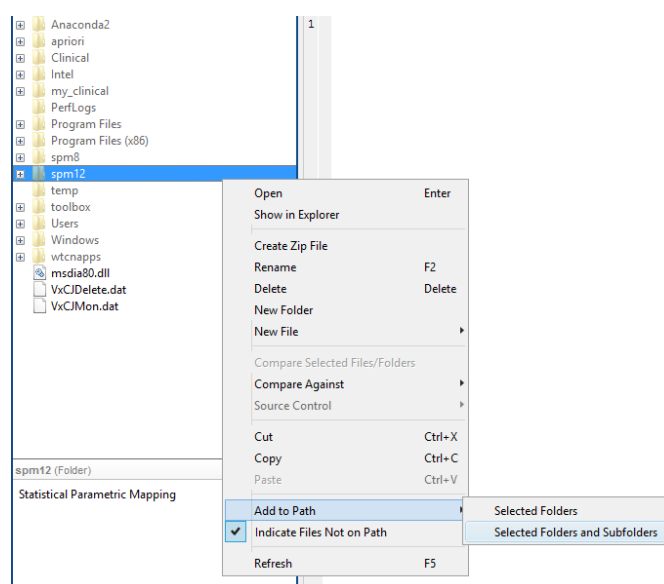 Anaconda2
1
apriori
Clinical
Intel
my_clinical
PerfLogs
Program Files
Program Files (x86)
spm8
spm12
temp
toolbox
Users
Windows
wtcnapps
msdia80.dll
VxCJDelete.dat
VxCJMon.dat
Open Enter
Show in Explorer
Create Zip File
Rename F2
Delete Delete
New Folder
New File
Compare Selected Files/Folders
Compare Against
Source Control
Cut Ctrl+X
Copy Ctrl+C
Paste Ctrl+V
Add to Path
Indicate Files Not on Path
Refresh F5
Selected Folders
Selected Folders and Subfolders
spm12 (Folder)
Statistical Parametric Mapping